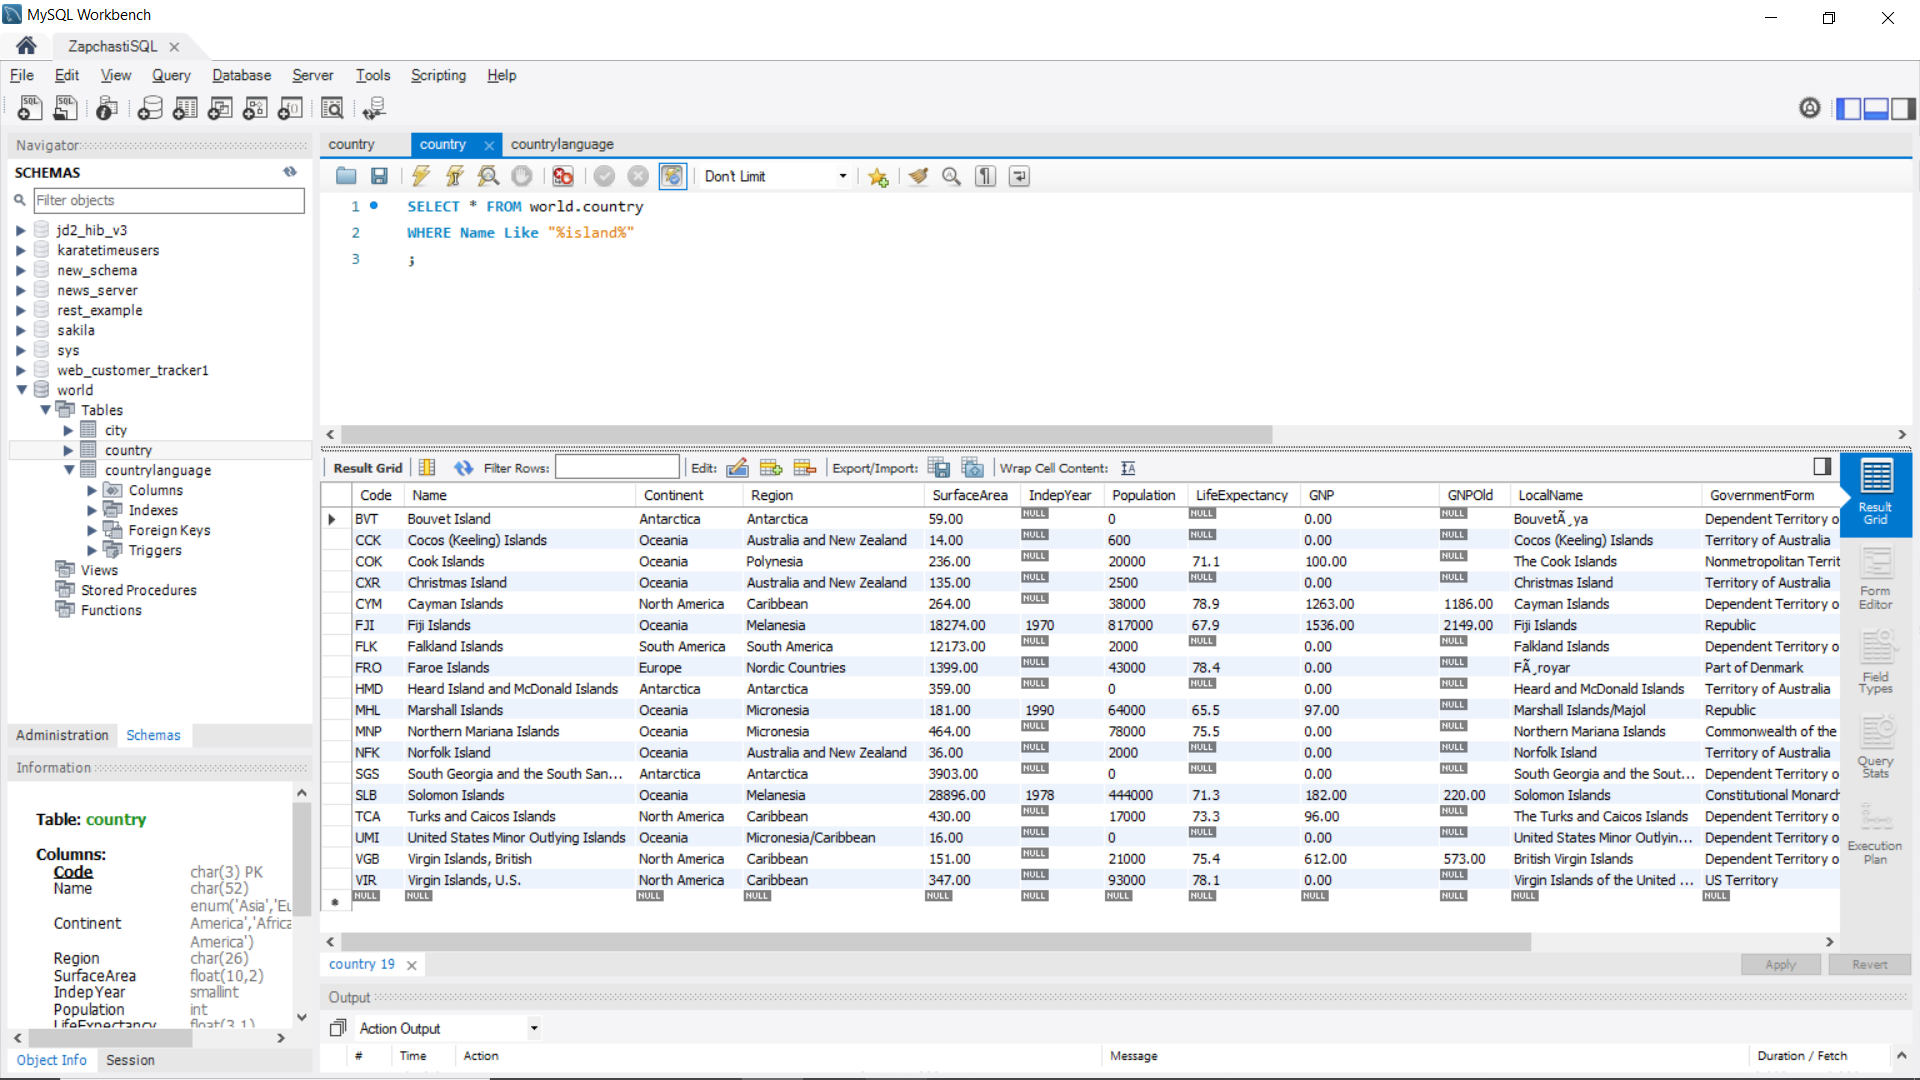 MySQL Workbench
ZapchastiSQL
File Edit View Query Database Server Tools Scripting Help
Navigator
SCHEMAS
Filter objects
jd2_hib_v3
karatetimeusers
new_schema
news_server
rest_example
sakila
sys
web_customer_tracker1
world
Tables
city
country
countrylanguage
Columns
Indexes
Foreign Keys
Triggers
Views
Stored Procedures
Functions
Administration Schemas
Information
Table: country
Columns:
Code char(3) PK
Name char(52)
enum('Asia','Eu
Continent America','Africa
America')
Region char(26)
SurfaceArea float(10,2)
IndepYear smallint
Population int
LifeExpectancy float(3,1)
Object Info Session
country country countrylanguage
Don't Limit
1 SELECT * FROM world.country
2 WHERE Name Like "%island%"
3 ;
Result Grid Filter Rows: Edit: Export/Import: Wrap Cell Content:
Code Name Continent Region SurfaceArea IndepYear Population LifeExpectancy GNP GNPOld LocalName GovernmentForm
BVT Bouvet Island Antarctica Antarctica 59.00 NULL 0 NULL 0.00 NULL BouvetÃ¸ya Dependent Territory o
CCK Cocos (Keeling) Islands Oceania Australia and New Zealand 14.00 NULL 600 NULL 0.00 NULL Cocos (Keeling) Islands Territory of Australia
COK Cook Islands Oceania Polynesia 236.00 NULL 20000 71.1 100.00 NULL The Cook Islands Nonmetropolitan Territ
CXR Christmas Island Oceania Australia and New Zealand 135.00 NULL 2500 NULL 0.00 NULL Christmas Island Territory of Australia
CYM Cayman Islands North America Caribbean 264.00 NULL 38000 78.9 1263.00 1186.00 Cayman Islands Dependent Territory o
FJI Fiji Islands Oceania Melanesia 18274.00 1970 817000 67.9 1536.00 2149.00 Fiji Islands Republic
FLK Falkland Islands South America South America 12173.00 NULL 2000 NULL 0.00 NULL Falkland Islands Dependent Territory o
FRO Faroe Islands Europe Nordic Countries 1399.00 NULL 43000 78.4 0.00 NULL FÃ¸royar Part of Denmark
HMD Heard Island and McDonald Islands Antarctica Antarctica 359.00 NULL 0 NULL 0.00 NULL Heard and McDonald Islands Territory of Australia
MHL Marshall Islands Oceania Micronesia 181.00 1990 64000 65.5 97.00 NULL Marshall Islands/Majol Republic
MNP Northern Mariana Islands Oceania Micronesia 464.00 NULL 78000 75.5 0.00 NULL Northern Mariana Islands Commonwealth of the
NFK Norfolk Island Oceania Australia and New Zealand 36.00 NULL 2000 NULL 0.00 NULL Norfolk Island Territory of Australia
SGS South Georgia and the South San... Antarctica Antarctica 3903.00 NULL 0 NULL 0.00 NULL South Georgia and the Sout... Dependent Territory o
SLB Solomon Islands Oceania Melanesia 28896.00 1978 444000 71.3 182.00 220.00 Solomon Islands Constitutional Monarch
TCA Turks and Caicos Islands North America Caribbean 430.00 NULL 17000 73.3 96.00 NULL The Turks and Caicos Islands Dependent Territory o
UMI United States Minor Outlying Islands Oceania Micronesia/Caribbean 16.00 NULL 0 NULL 0.00 NULL United States Minor Outlyin... Dependent Territory o
VGB Virgin Islands, British North America Caribbean 151.00 NULL 21000 75.4 612.00 573.00 British Virgin Islands Dependent Territory o
VIR Virgin Islands, U.S. North America Caribbean 347.00 NULL 93000 78.1 0.00 NULL Virgin Islands of the United ... US Territory
NULL NULL NULL NULL NULL NULL NULL NULL NULL NULL NULL NULL
Result Grid
Form Editor
Field Types
Query Stats
Execution Plan
country 19
Apply Revert
Output
Action Output
# Time Action Message Duration / Fetch